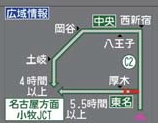 広域情報
中央
西新宿
岡谷
八王子
C2
土岐
4時間
以上
厚木
東名
名古屋方面
小牧JCT
5.5時間
以上